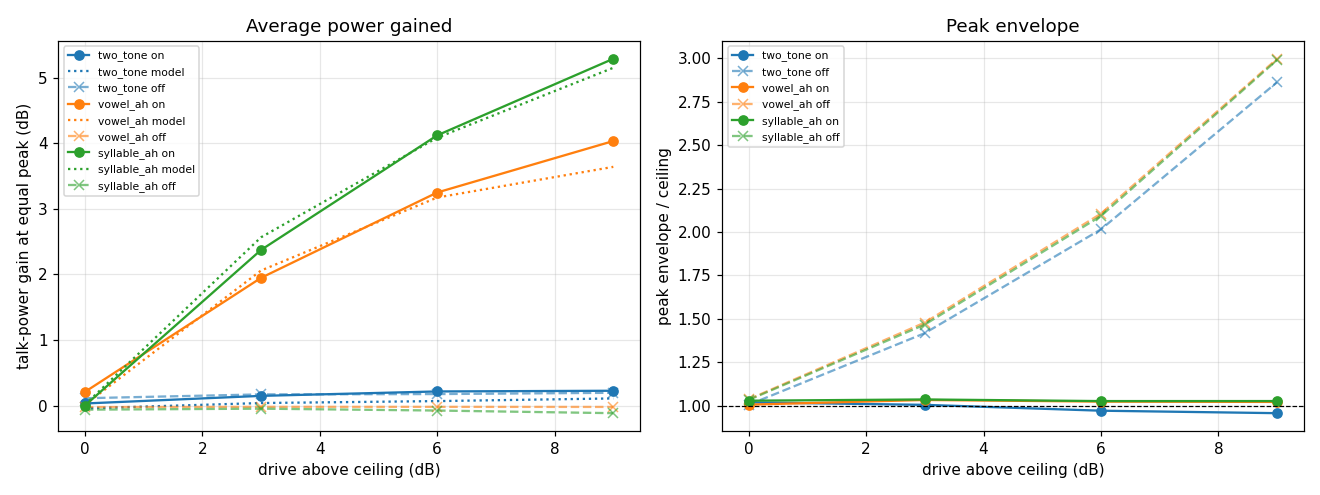 Average power gained
talk-power gain at equal peak (dB)
5
4
3
2
1
0
two_tone on
two_tone model
two_tone off
vowel_ah on
vowel_ah model
vowel_ah off
syllable_ah on
syllable_ah model
syllable_ah off
0
2
4
6
8
drive above ceiling (dB)
Peak envelope
peak envelope / ceiling
3.00
2.75
2.50
2.25
2.00
1.75
1.50
1.25
1.00
two_tone on
two_tone off
vowel_ah on
vowel_ah off
syllable_ah on
syllable_ah off
0
2
4
6
8
drive above ceiling (dB)